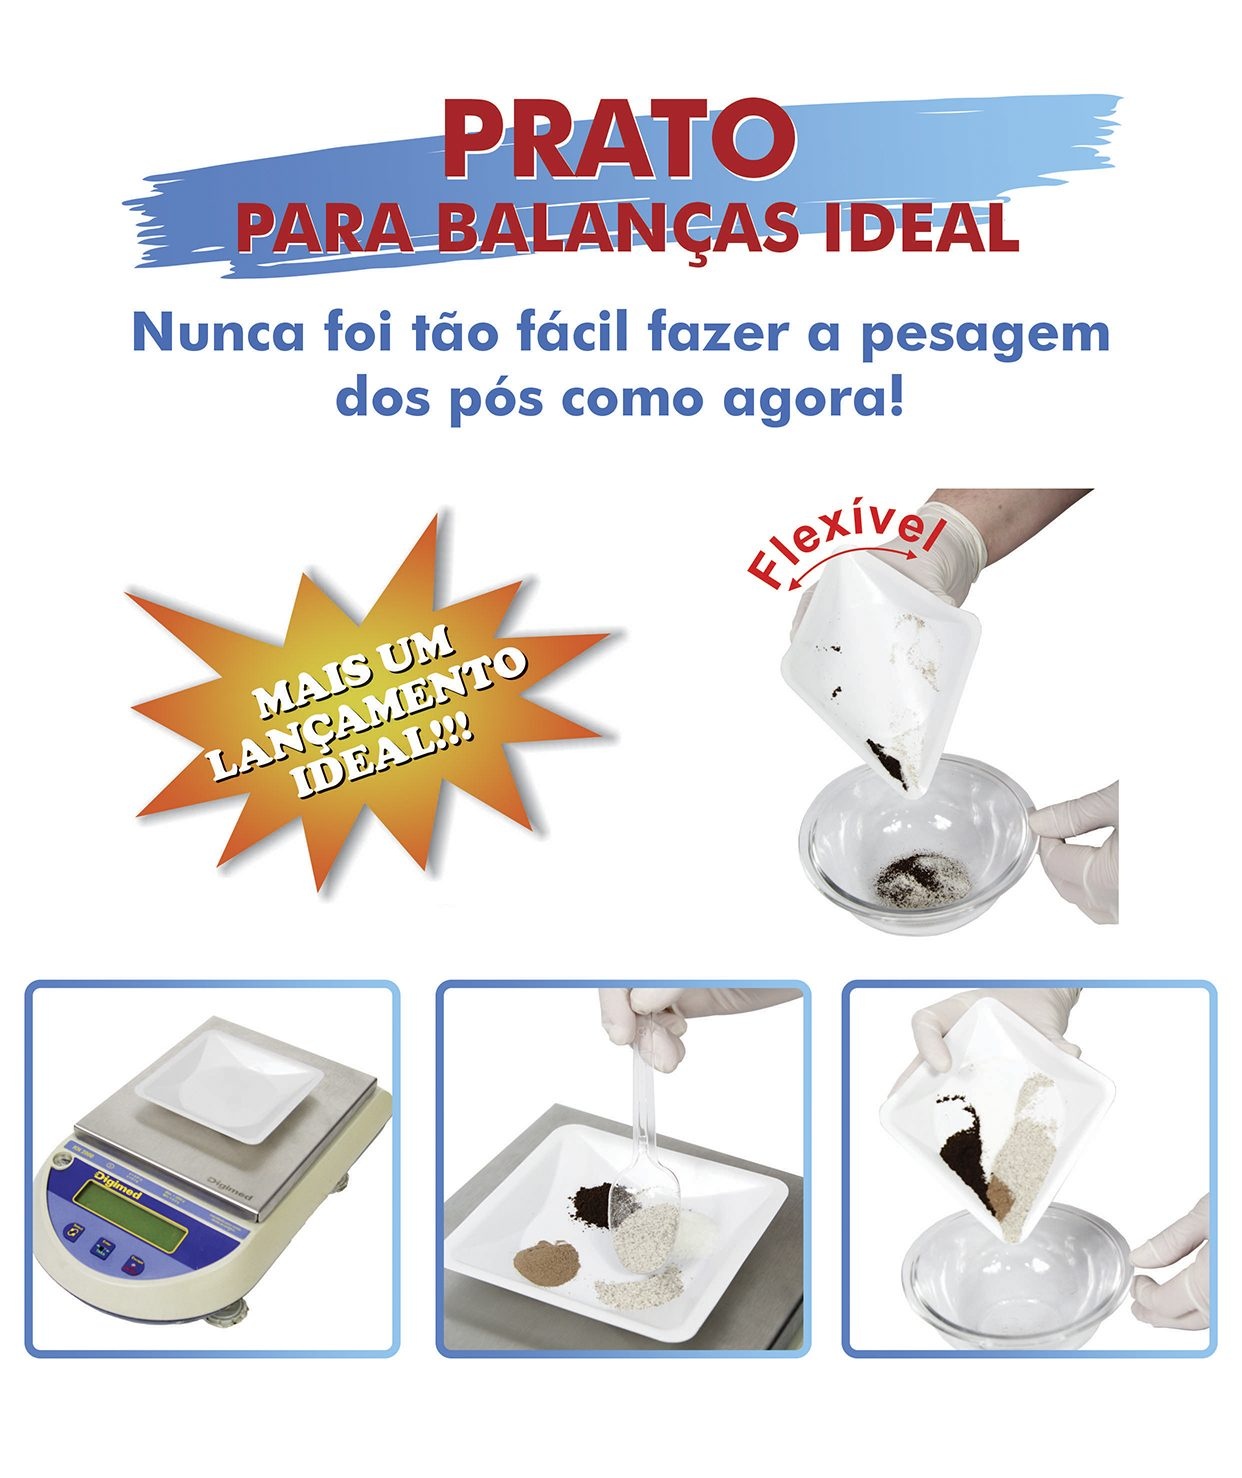 PRATO
PARA BALANÇAS IDEAL
Nunca foi tão fácil fazer a pesagem
dos pós como agora!
Flexível
MAIS UM
LANÇAMENTO
IDEAL!!!
Digimed
Digimed